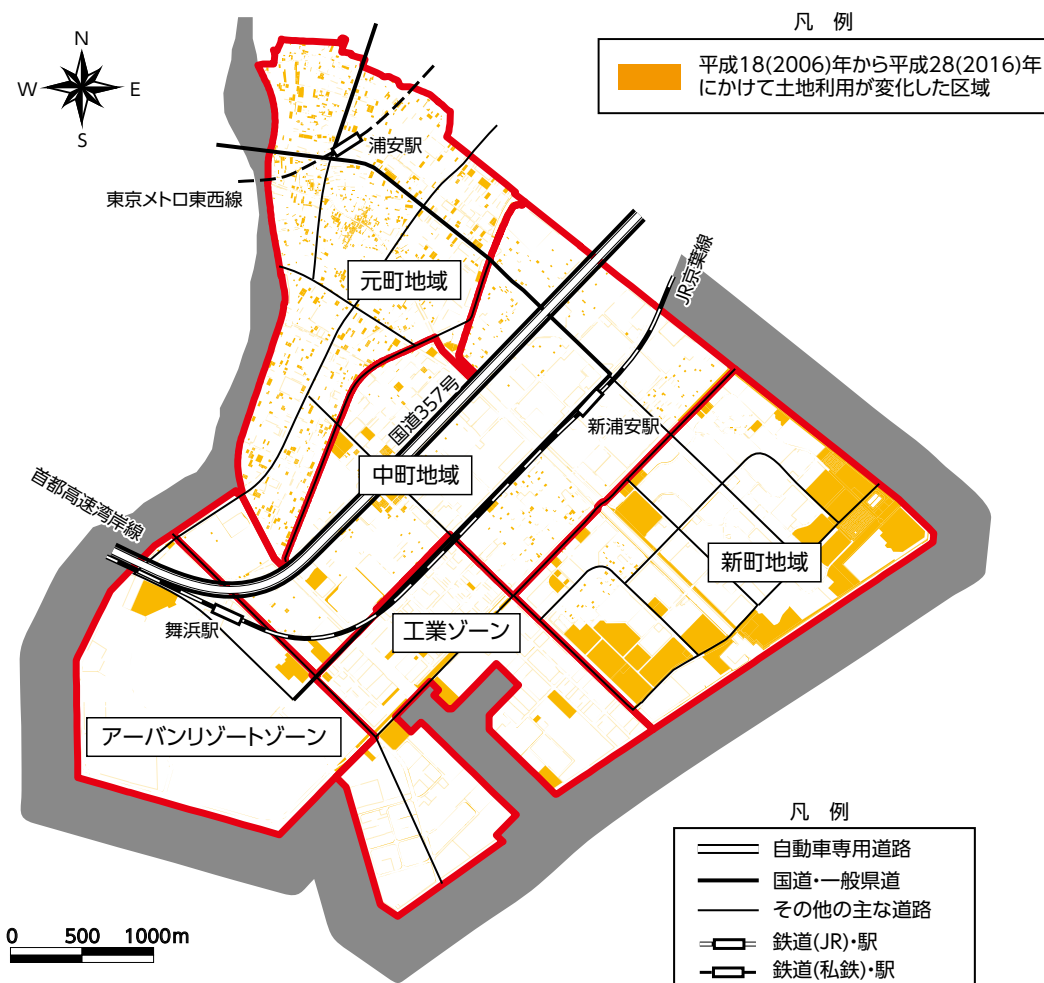 凡 例
平成18(2006)年から平成28(2016)年
にかけて土地利用が変化した区域
N
W
E
S
浦安駅
東京メトロ東西線
JR京葉線
元町地域
国道357号
新浦安駅
中町地域
首都高速湾岸線
新町地域
舞浜駅
工業ゾーン
アーバンリゾートゾーン
凡 例
自動車専用道路
国道・一般県道
その他の主な道路
鉄道(JR)・駅
鉄道(私鉄)・駅
0 500 1000m